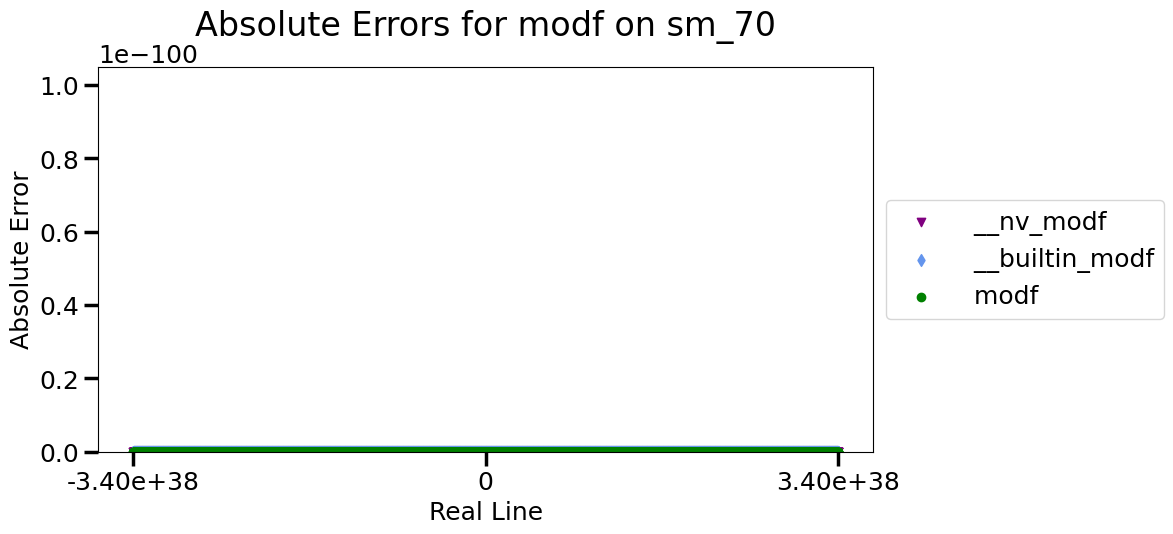 Absolute Errors for modf on sm_70
1e−100
1.0
0.8
0.6
0.4
0.2
0.0
Absolute Error
-3.40e+38
0
3.40e+38
Real Line
__nv_modf
__builtin_modf
modf